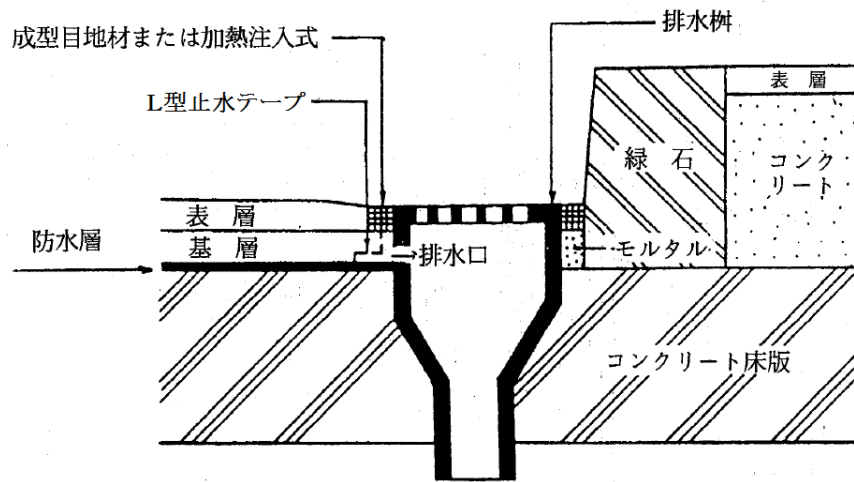 成型目地材または加熱注入式
排水桝
L型止水テープ
表層
緑石
コンク
リート
表層
防水層
基層
排水口
モルタル
コンクリート床版